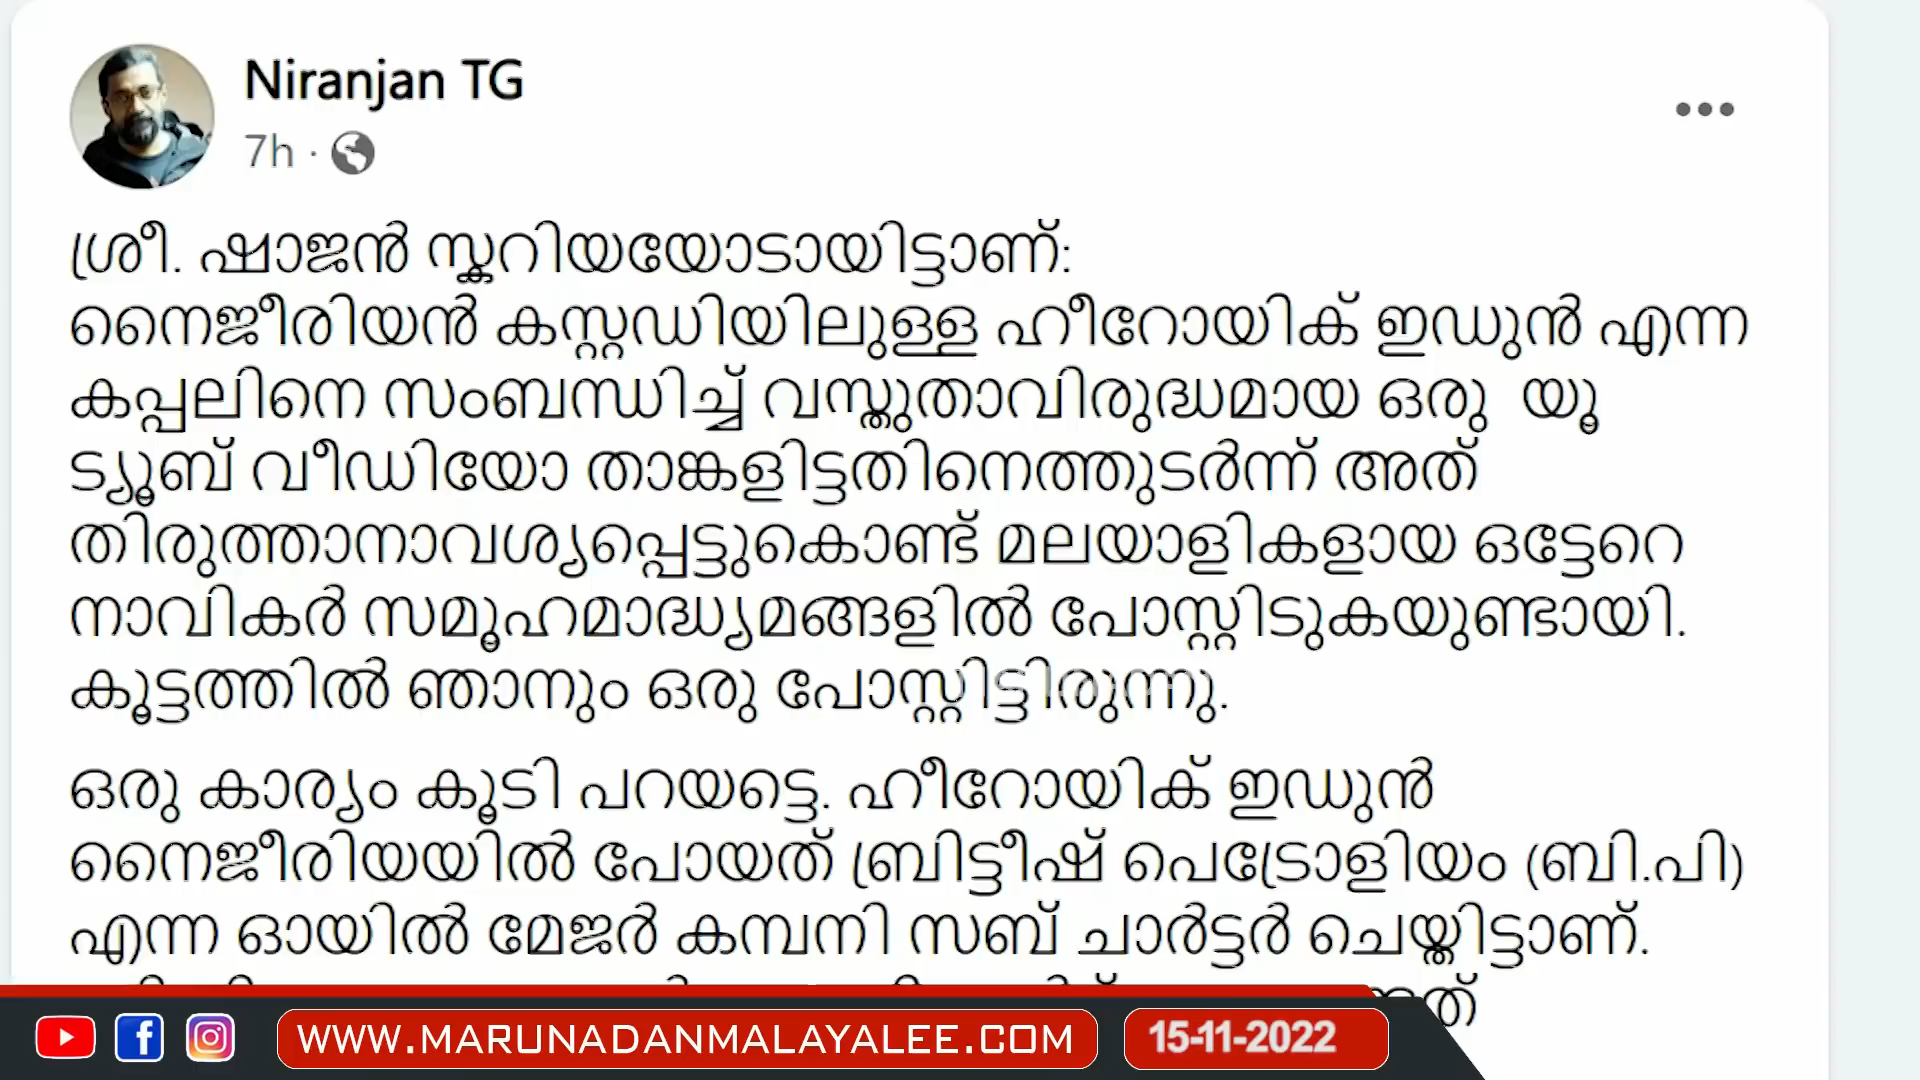 Niranjan TG
7h ·
ശ്രീ. ഷാജൻ സ്കറിയയോടായിട്ടാണ്:
നൈജീരിയൻ കസ്റ്റഡിയിലുള്ള ഹീറോയിക് ഇഡുൻ എന്ന
കപ്പലിനെ സംബന്ധിച്ച് വസ്തുതാവിരുദ്ധമായ ഒരു യൂ
ട്യൂബ് വീഡിയോ താങ്കളിട്ടതിനെത്തുടർന്ന് അത്
തിരുത്താനാവശ്യപ്പെട്ടുകൊണ്ട് മലയാളികളായ ഒട്ടേറെ
നാവികർ സമൂഹമാദ്ധ്യമങ്ങളിൽ പോസ്റ്റിടുകയുണ്ടായി.
കൂട്ടത്തിൽ ഞാനും ഒരു പോസ്റ്റിട്ടിരുന്നു.
ഒരു കാര്യം കൂടി പറയട്ടെ. ഹീറോയിക് ഇഡുൻ
നൈജീരിയയിൽ പോയത് ബ്രിട്ടീഷ് പെട്രോളിയം (ബി.പി)
എന്ന ഓയിൽ മേജർ കമ്പനി സബ് ചാർട്ടർ ചെയ്തിട്ടാണ്.
WWW.MARUNADANMALAYALEE.COM
15-11-2022